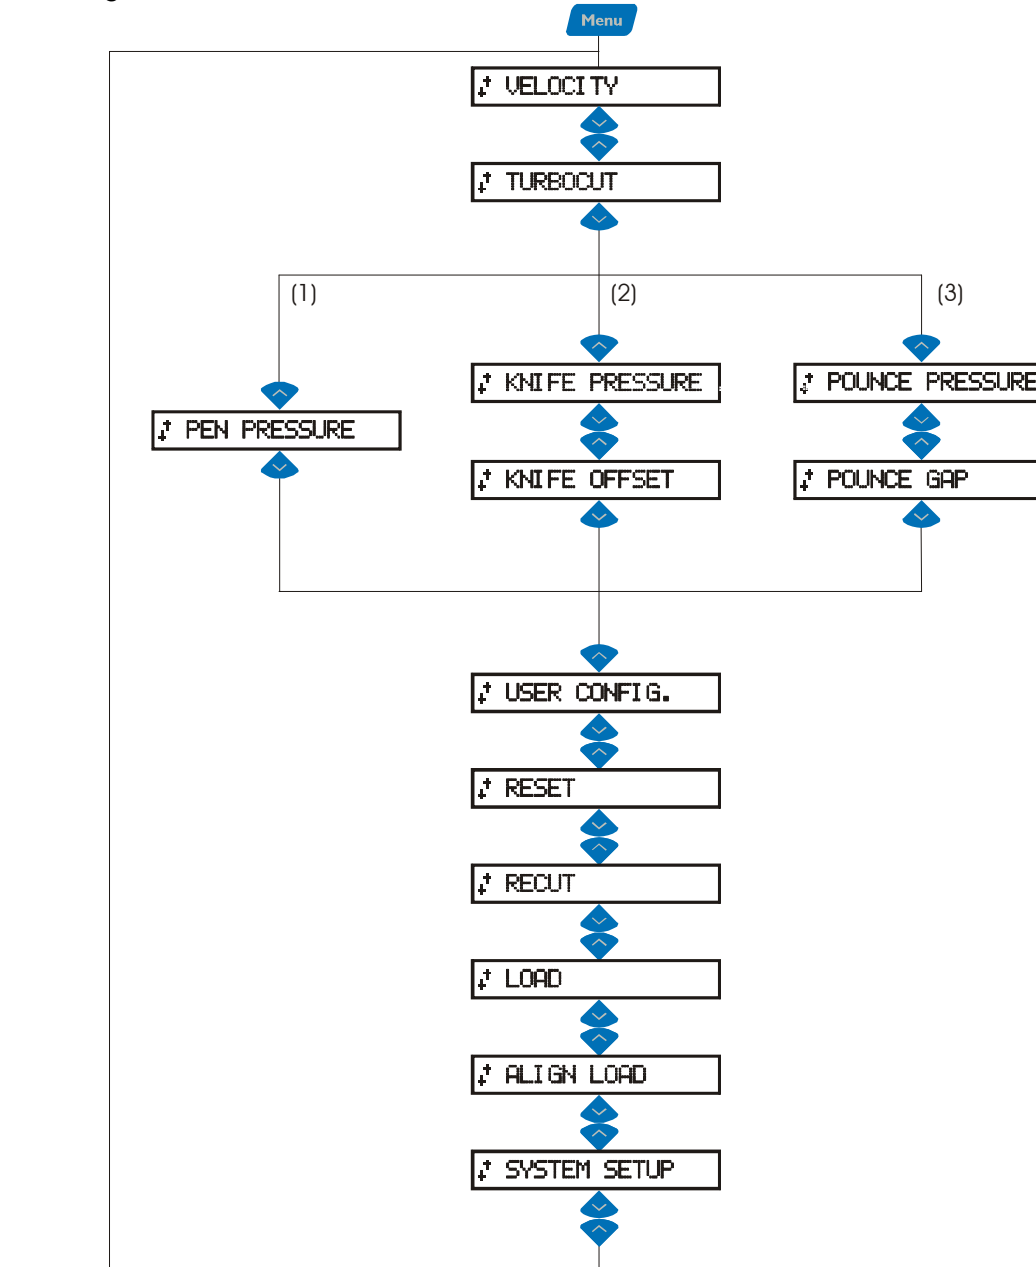 Menu
VELOCITY
TURBOCUT
(1)
(2)
(3)
KNIFE PRESSURE
POUNCE PRESSURE
PEN PRESSURE
KNIFE OFFSET
POUNCE GAP
USER CONFIG.
RESET
RECUT
LOAD
ALIGN LOAD
SYSTEM SETUP